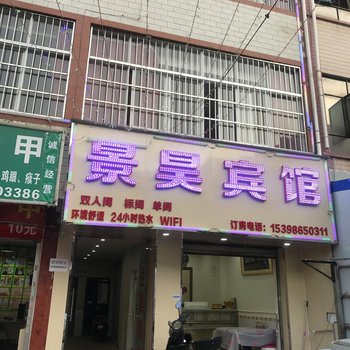 景昊宾馆
双人间 标间 单间
环境舒适 24小时热水 WIFI
订房电话：15398650311
甲
诚信经营
鸡眼、瘊子
03386
10元